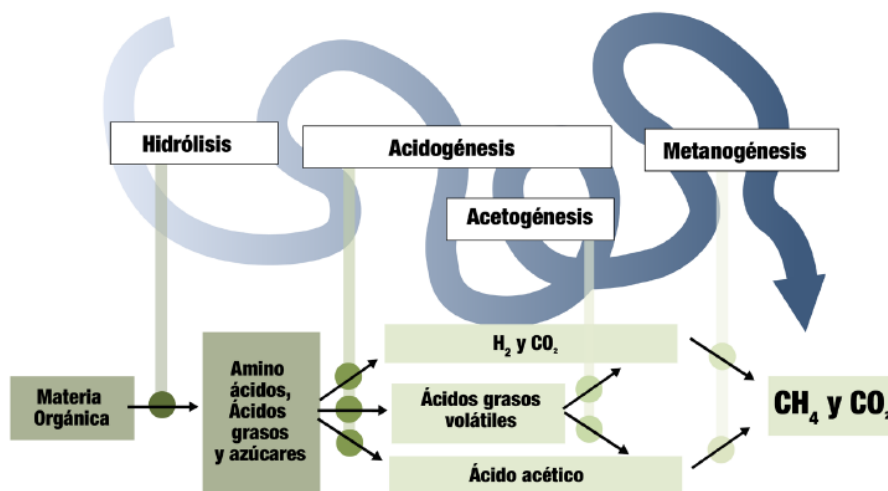 Hidrólisis
Acidogénesis
Metanogénesis
Acetogénesis
H₂ y CO₂
Materia
Orgánica
Amino
ácidos,
Ácidos
grasos
y azúcares
Ácidos grasos
volátiles
Ácido acético
CH₄ y CO₂